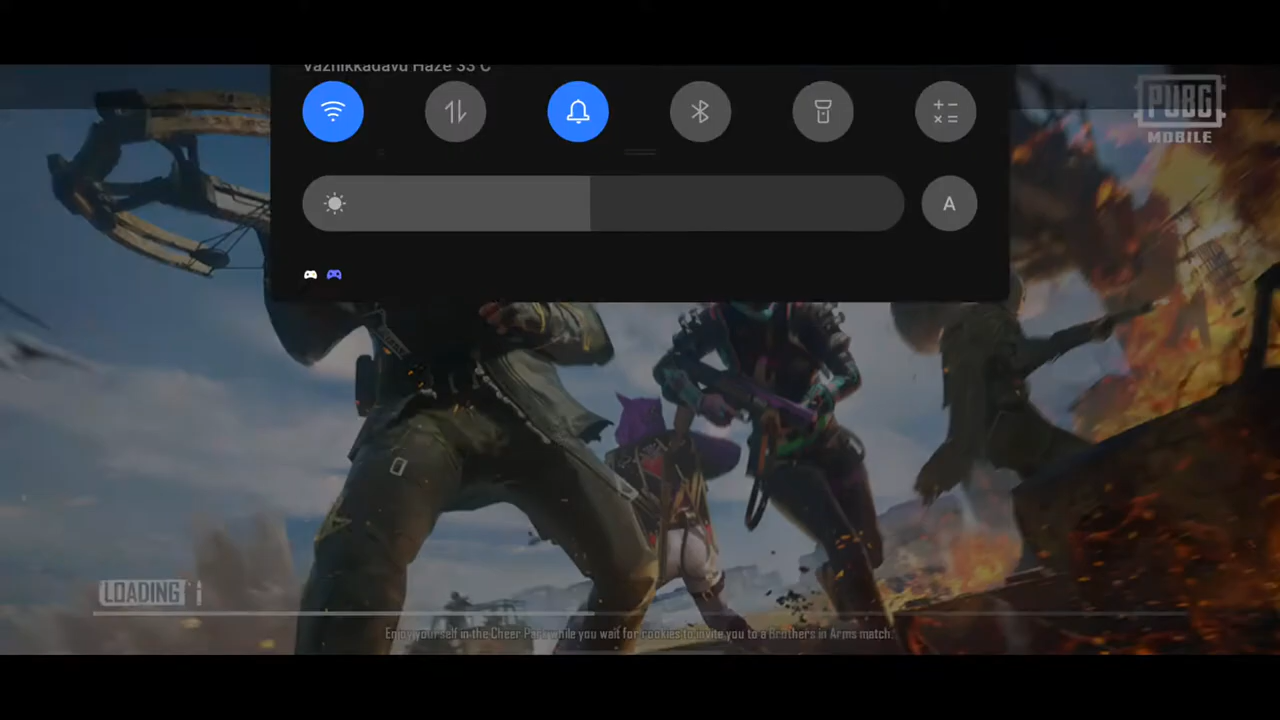 Vazhikkadavu Haze 33°C
PUBG
MOBILE
A
LOADING
Enjoy yourself in the Cheer Park while you wait for cookies to invite you to a Brothers in Arms match.